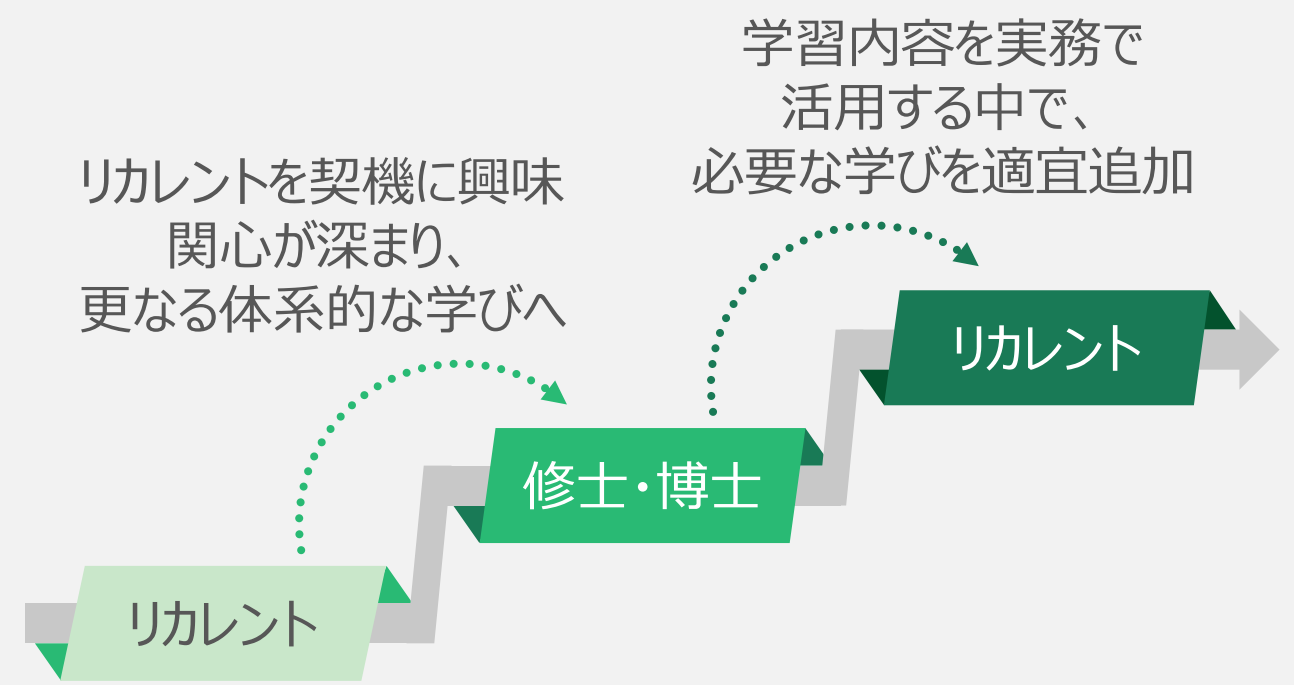 学習内容を実務で
活用する中で、
必要な学びを適宜追加
リカレントを契機に興味
関心が深まり、
更なる体系的な学びへ
リカレント
修士・博士
リカレント